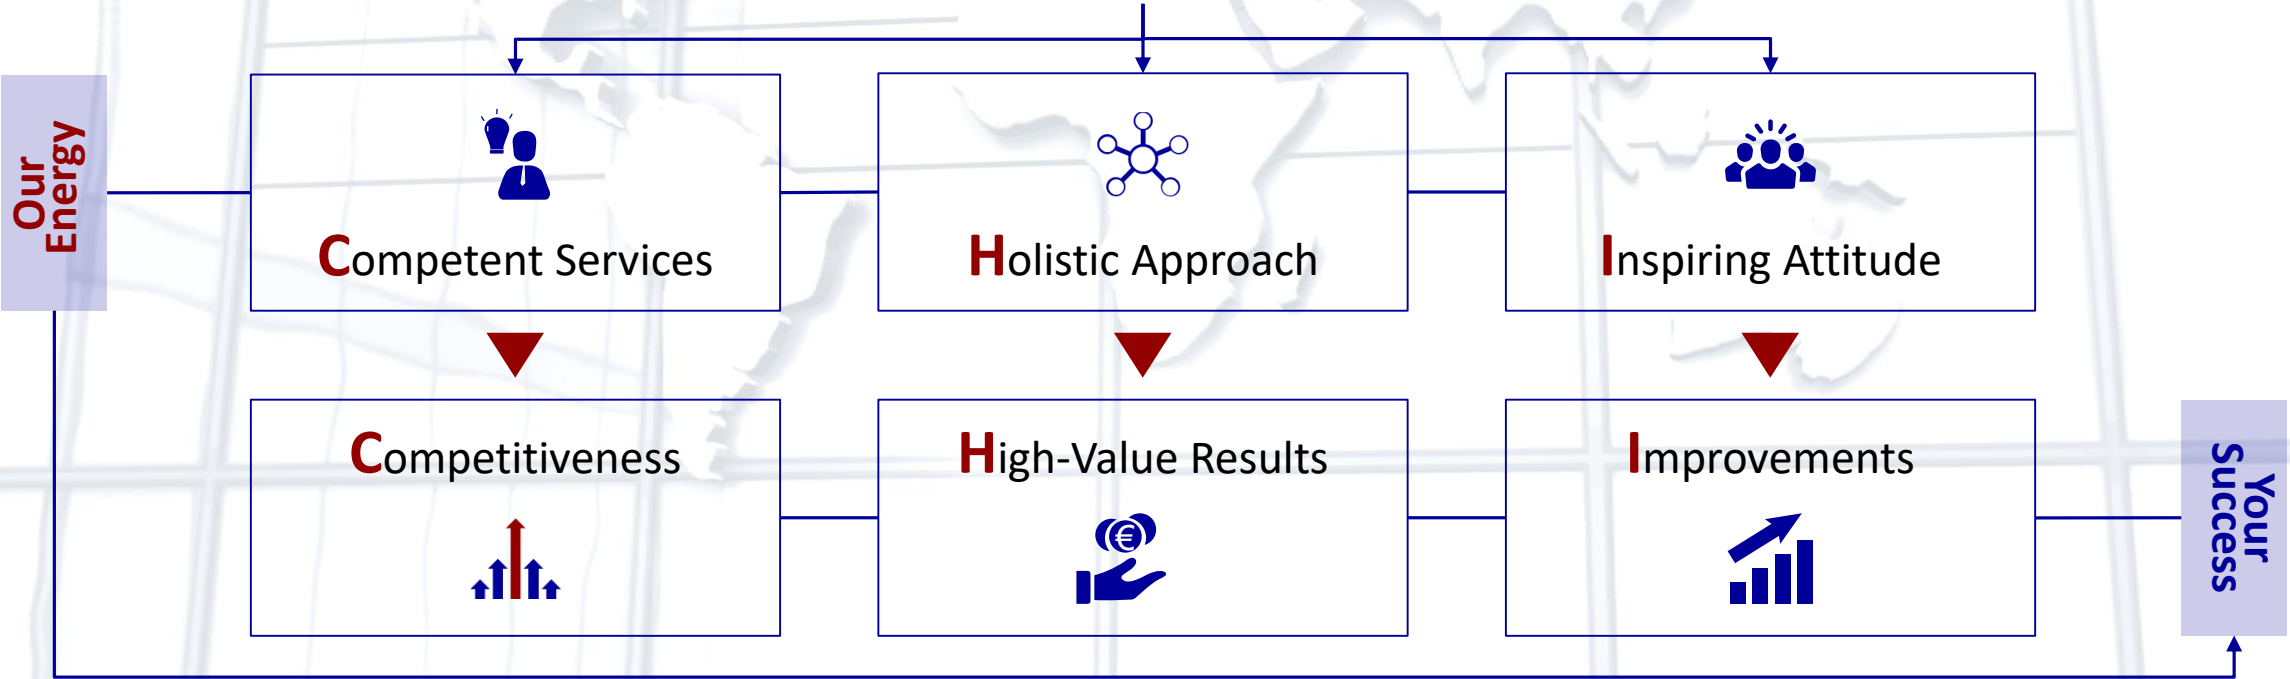 Our
Energy
Competent Services
Holistic Approach
Inspiring Attitude
Competitiveness
High-Value Results
€
Improvements
Your
Success